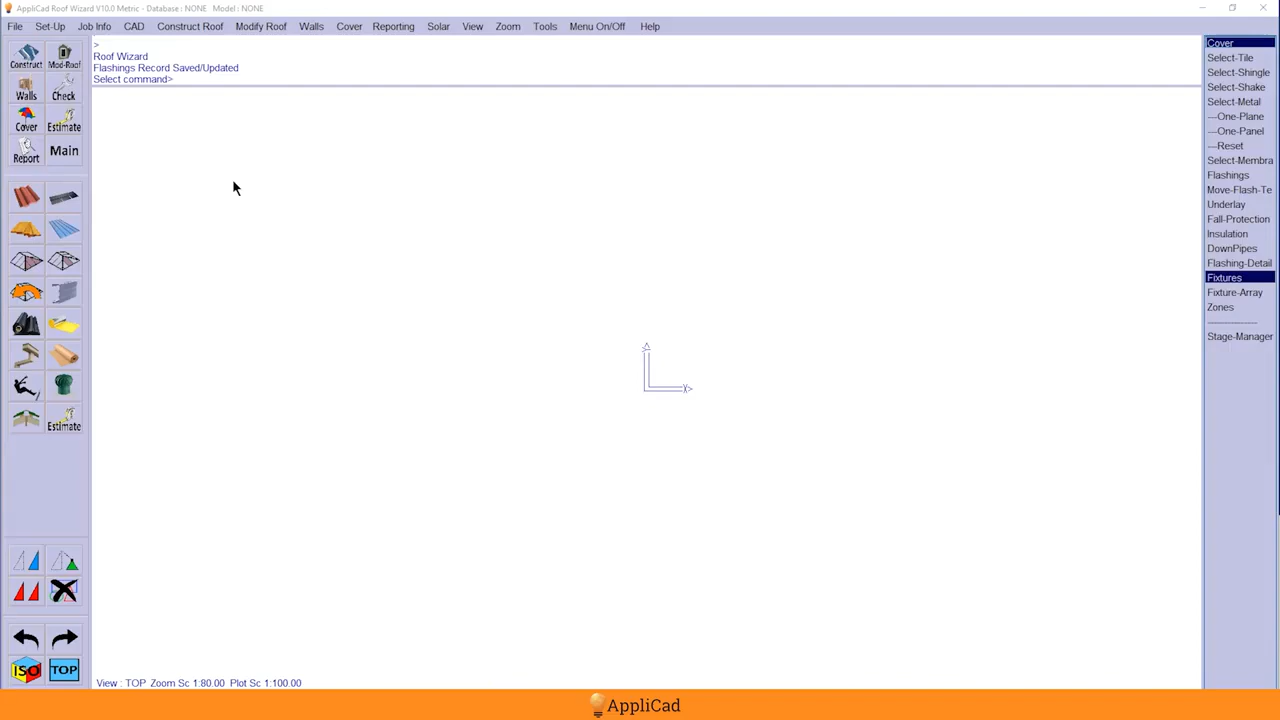 AppliCad Roof Wizard V10.0 Metric - Database : NONE   Model : NONE
File Set-Up Job Info CAD Construct Roof Modify Roof Walls Cover Reporting Solar View Zoom Tools Menu On/Off Help
>
Roof Wizard
Flashings Record Saved/Updated
Select command>
Construct Mod-Roof
Walls Check
Cover Estimate
Report Main
Estimate
ISO TOP
X>
View : TOP Zoom Sc 1:80.00 Plot Sc 1:100.00
Cover
Select-Tile
Select-Shingle
Select-Shake
Select-Metal
---One-Plane
---One-Panel
---Reset
Select-Membra
Flashings
Move-Flash-Te
Underlay
Fall-Protection
Insulation
DownPipes
Flashing-Detail
Fixtures
Fixture-Array
Zones
----------------
Stage-Manager
AppliCad